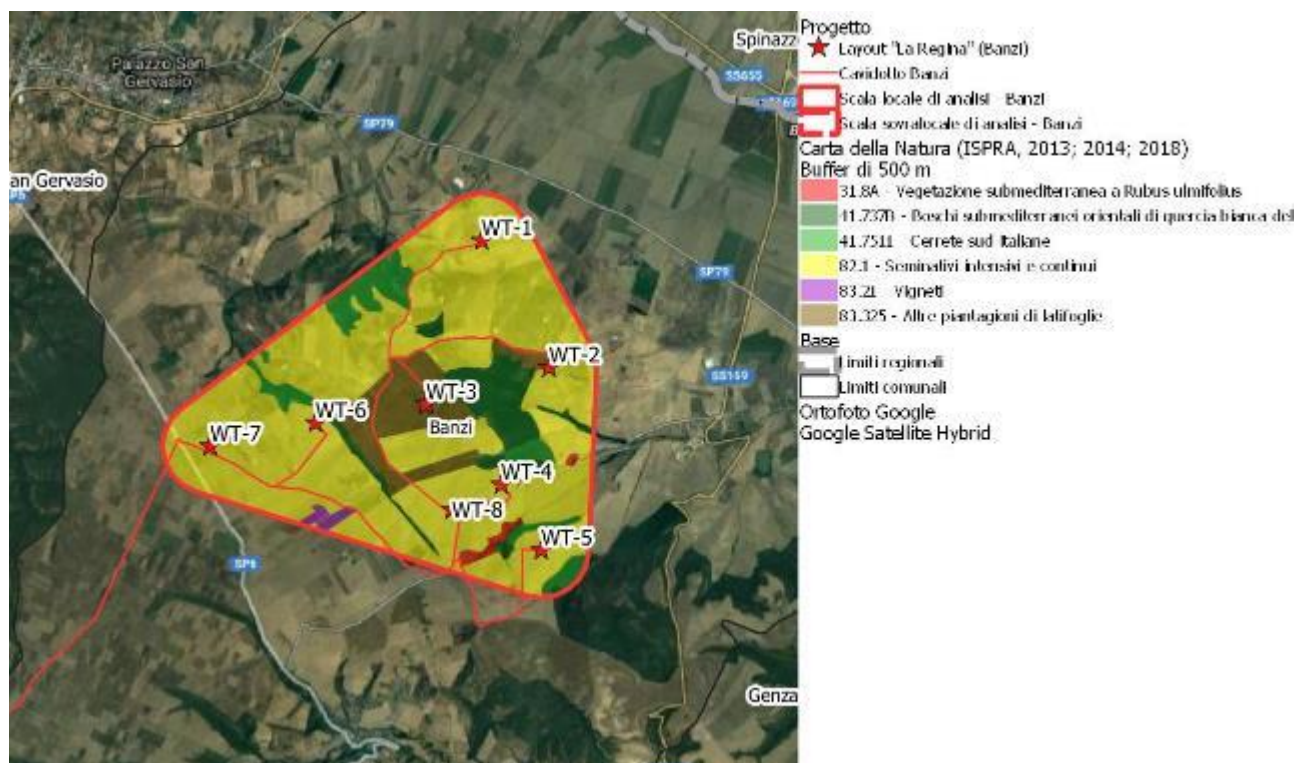 Palazzo San
Gervasio
an Gervasio
SP6
Spinazz
SS655
SP79
SP79
SS169
WT-1
WT-2
WT-3
Banzi
WT-6
WT-7
WT-4
WT-8
WT-5
SP6
Genza
Progetto
Layout "La Regina" (Banzi)
Cavidotto Banzi
Scala locale di analisi - Banzi
Scala sovralocale di analisi - Banzi
Carta della Natura (ISPRA, 2013; 2014; 2018)
Buffer di 500 m
31.8A - Vegetazione submediterranea a Rubus ulmifolius
41.737B - Boschi submediterranei orientali di quercia bianca del
41.7511 - Cerrete sud Italiane
82.1 - Seminativi intensivi e continui
83.21 - Vigneti
83.325 - Altre piantagioni di latifoglie
Base
Limiti regionali
Limiti comunali
Ortofoto Google
Google Satellite Hybrid